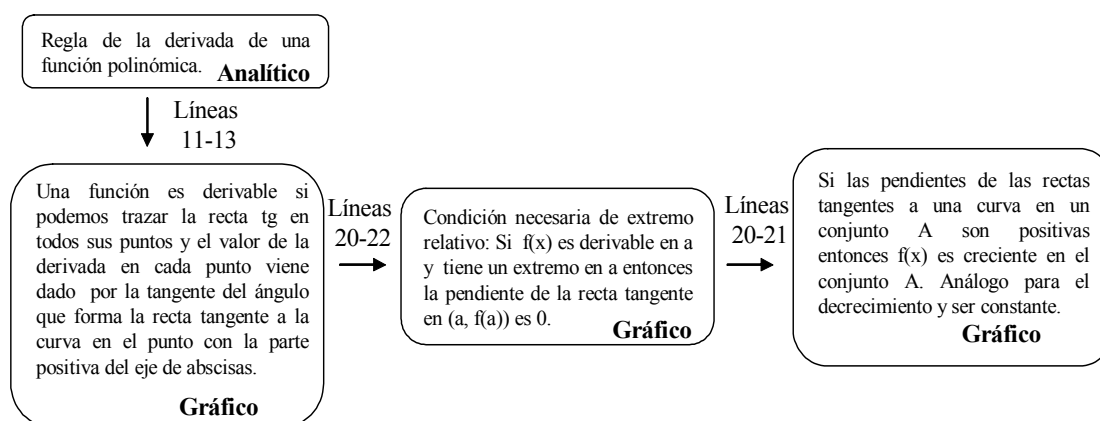 Regla de la derivada de una
función polinómica. Analítico
Líneas
11-13
Una función es derivable si
podemos trazar la recta tg en
todos sus puntos y el valor de la
derivada en cada punto viene
dado por la tangente del ángulo
que forma la recta tangente a la
curva en el punto con la parte
positiva del eje de abscisas.
Gráfico
Líneas
20-22
Condición necesaria de extremo
relativo: Si f(x) es derivable en a
y tiene un extremo en a entonces
la pendiente de la recta tangente
en (a, f(a)) es 0.
Gráfico
Líneas
20-21
Si las pendientes de las rectas
tangentes a una curva en un
conjunto A son positivas
entonces f(x) es creciente en el
conjunto A. Análogo para el
decrecimiento y ser constante.
Gráfico